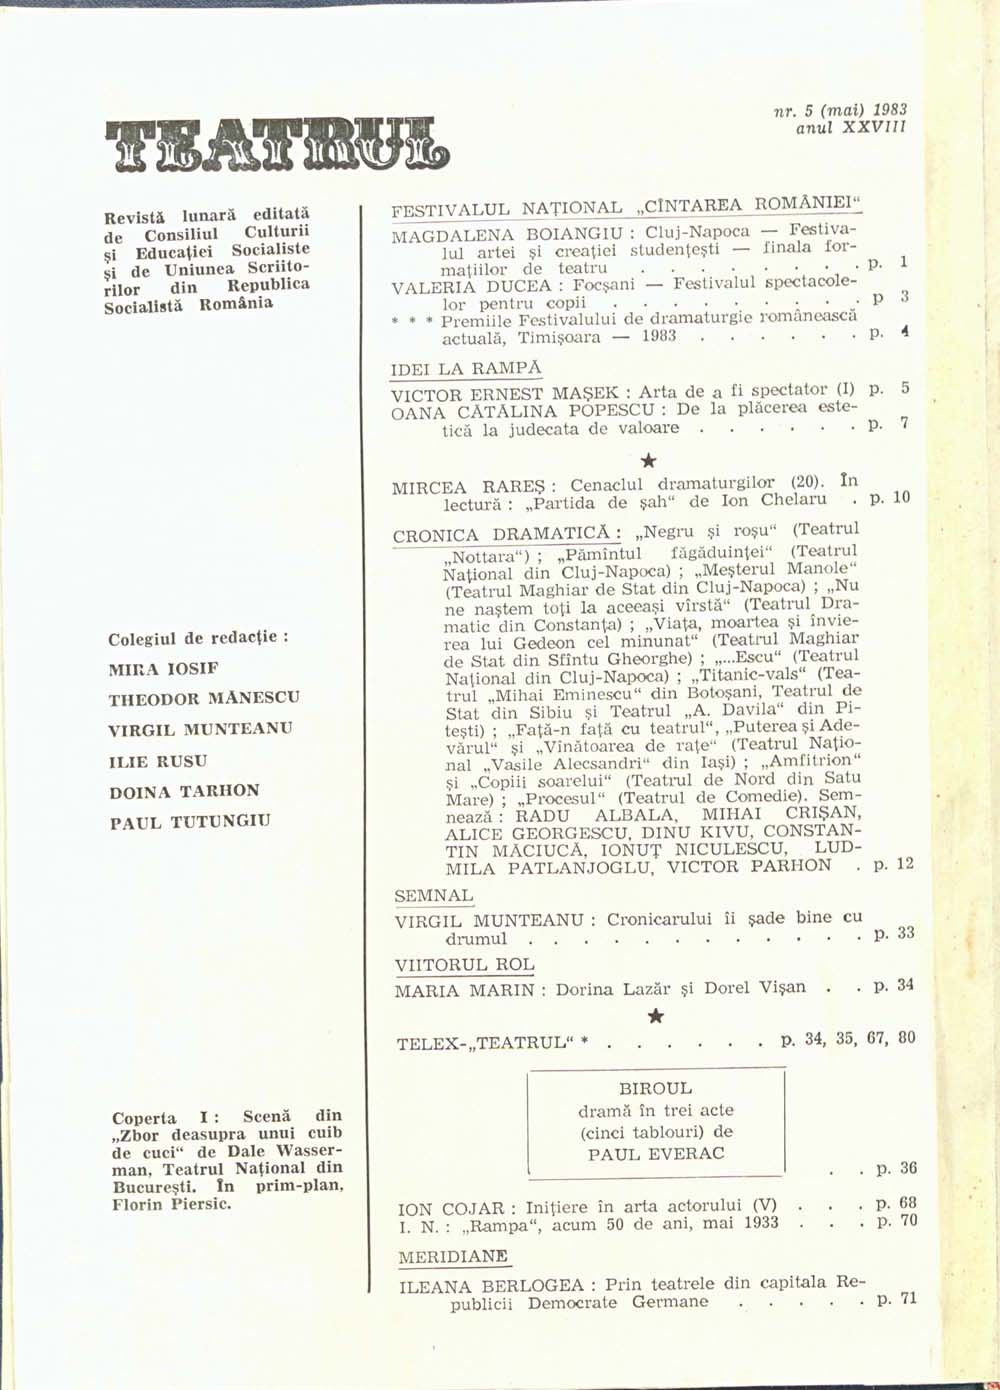 TEATRUL
nr. 5 (mai) 1983
anul XXVIII
Revistă lunară editată
de Consiliul Culturii
și Educației Socialiste
și de Uniunea Scriito-
rilor din Republica
Socialistă România
Colegiul de redacție :
MIRA IOSIF
THEODOR MĂNESCU
VIRGIL MUNTEANU
ILIE RUSU
DOINA TARHON
PAUL TUTUNGIU
Coperta I : Scenă din
„Zbor deasupra unui cuib
de cuci“ de Dale Wasser-
man, Teatrul Național din
București. În prim-plan,
Florin Piersic.
FESTIVALUL NAȚIONAL „CÎNTAREA ROMÂNIEI“
MAGDALENA BOIANGIU : Cluj-Napoca — Festiva-
lul artei și creației studențești — finala for-
mațiilor de teatru . . . . . . . . p. 1
VALERIA DUCEA : Focșani — Festivalul spectacole-
lor pentru copii . . . . . . . . . p 3
* * * Premiile Festivalului de dramaturgie românească
actuală, Timișoara — 1983 . . . . . . p. 4
IDEI LA RAMPĂ
VICTOR ERNEST MAȘEK : Arta de a fi spectator (I) p. 5
OANA CĂTĂLINA POPESCU : De la plăcerea este-
tică la judecata de valoare . . . . . . p. 7
★
MIRCEA RAREȘ : Cenaclul dramaturgilor (20). În
lectură : „Partida de șah“ de Ion Chelaru . p. 10
CRONICA DRAMATICĂ : „Negru și roșu“ (Teatrul
„Nottara“) ; „Pămîntul făgăduinței“ (Teatrul
Național din Cluj-Napoca) ; „Meșterul Manole“
(Teatrul Maghiar de Stat din Cluj-Napoca) ; „Nu
ne naștem toți la aceeași vîrstă“ (Teatrul Dra-
matic din Constanța) ; „Viața, moartea și învie-
rea lui Gedeon cel minunat“ (Teatrul Maghiar
de Stat din Sfîntu Gheorghe) ; „...Escu“ (Teatrul
Național din Cluj-Napoca) ; „Titanic-vals“ (Tea-
trul „Mihai Eminescu“ din Botoșani, Teatrul de
Stat din Sibiu și Teatrul „A. Davila“ din Pi-
tești) ; „Față-n față cu teatrul“, „Puterea și Ade-
vărul“ și „Vînătoarea de rațe“ (Teatrul Națio-
nal „Vasile Alecsandri“ din Iași) ; „Amfitrion“
și „Copiii soarelui“ (Teatrul de Nord din Satu
Mare) ; „Procesul“ (Teatrul de Comedie). Sem-
nează : RADU ALBALA, MIHAI CRIȘAN,
ALICE GEORGESCU, DINU KIVU, CONSTAN-
TIN MĂCIUCĂ, IONUȚ NICULESCU, LUD-
MILA PATLANJOGLU, VICTOR PARHON . p. 12
SEMNAL
VIRGIL MUNTEANU : Cronicarului îi șade bine cu
drumul . . . . . . . . . . . . p. 33
VIITORUL ROL
MARIA MARIN : Dorina Lazăr și Dorel Vișan . . p. 34
★
TELEX-„TEATRUL“ * . . . . . . p. 34, 35, 67, 80
BIROUL
dramă în trei acte
(cinci tablouri) de
PAUL EVERAC
. . p. 36
ION COJAR : Inițiere în arta actorului (V) . . . p. 68
I. N. : „Rampa“, acum 50 de ani, mai 1933 . . . p. 70
MERIDIANE
ILEANA BERLOGEA : Prin teatrele din capitala Re-
publicii Democrate Germane . . . . . p. 71